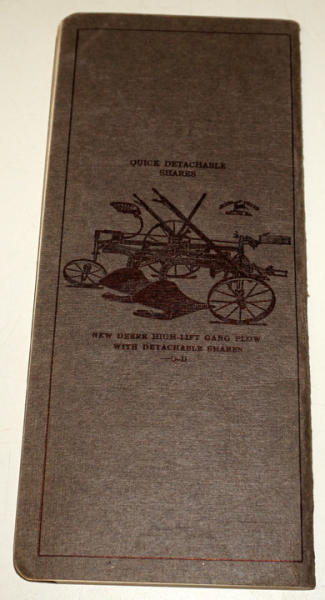 QUICK DETACHABLE
SHARES
NEW DEERE HIGH-LIFT GANG PLOW
WITH DETACHABLE SHARES